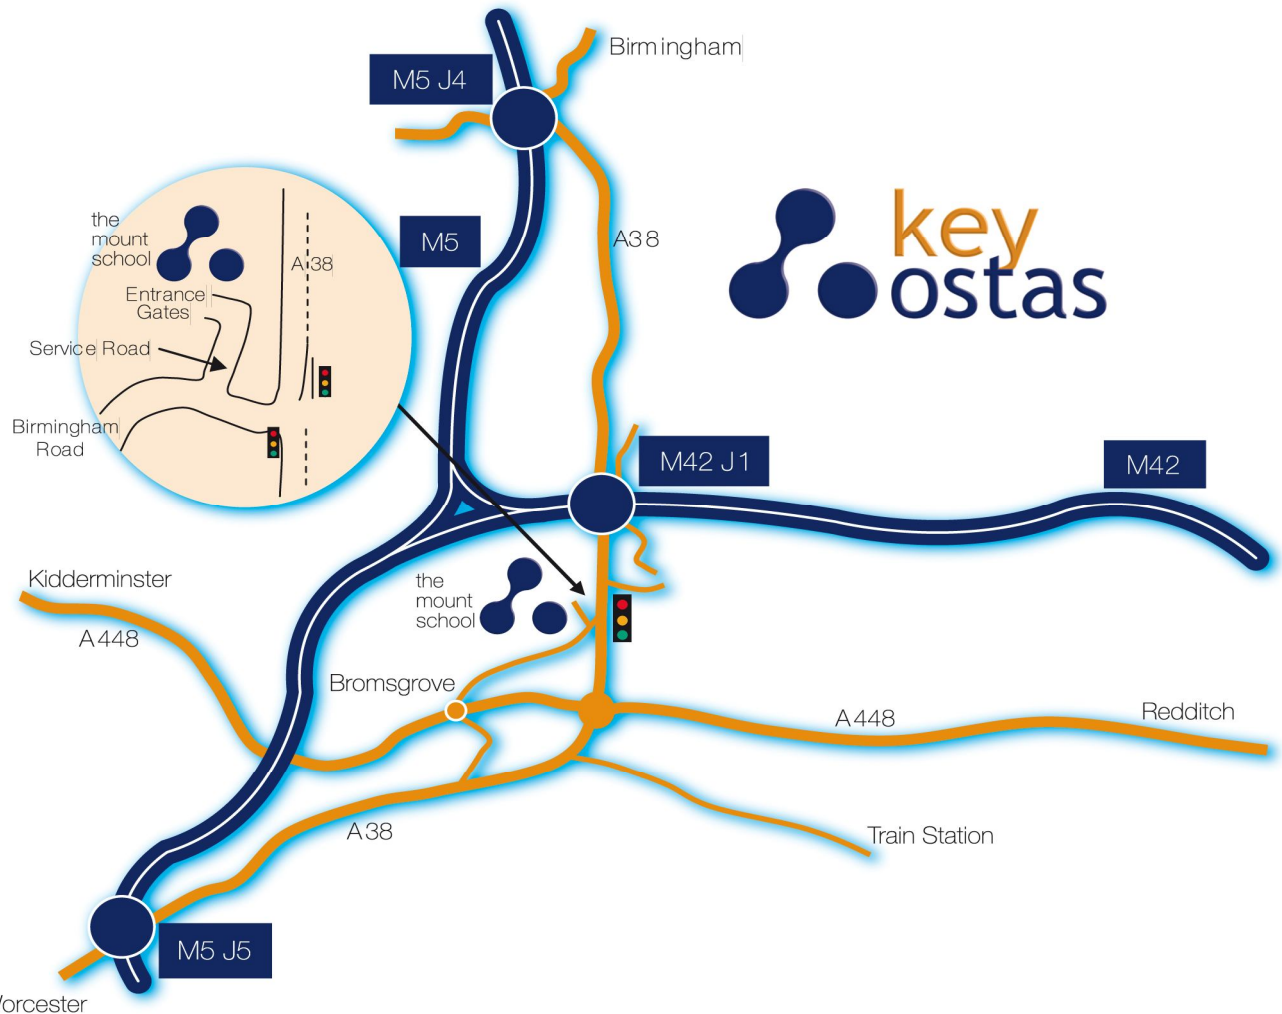 Birmingham
M5 J4
the
mount
school
M5
A38
A38
key
ostas
Entrance
Gates
Service Road
Birmingham
Road
M42 J1
M42
Kidderminster
the
mount
school
A448
Bromsgrove
A448
Redditch
A38
Train Station
M5 J5
orcester